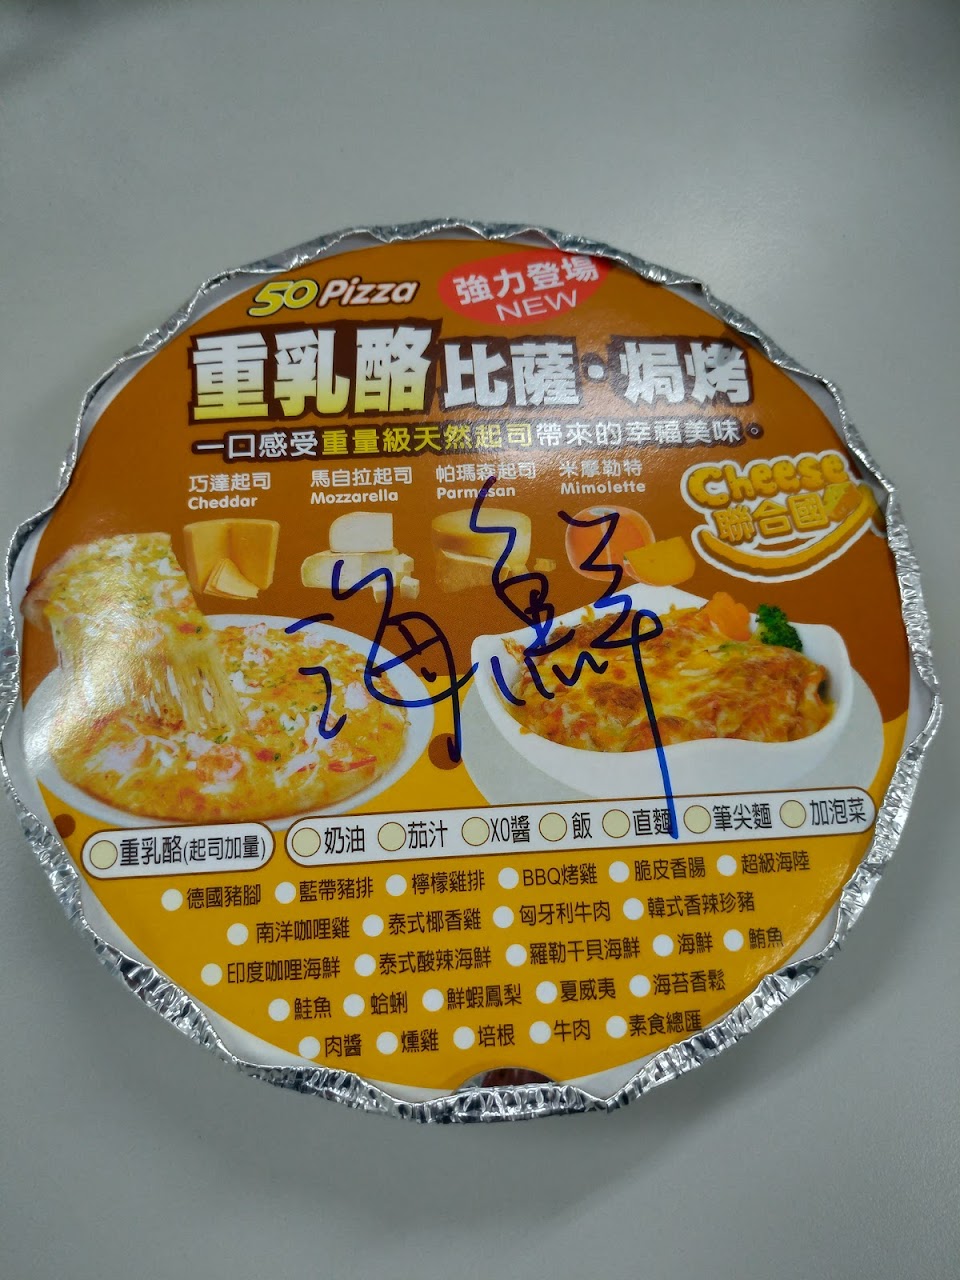 50 Pizza
強力登場
NEW
重乳酪比薩·焗烤
一口感受重量級天然起司帶來的幸福美味。
巧達起司 馬自拉起司 帕瑪森起司 米摩勒特
Cheddar Mozzarella Parmesan Mimolette
Cheese
聯合國
海鮮
重乳酪(起司加量) 奶油 茄汁 XO醬 飯 直麵 筆尖麵 加泡菜
德國豬腳 藍帶豬排 檸檬雞排 BBQ烤雞 脆皮香腸 超級海陸
南洋咖哩雞 泰式椰香雞 匈牙利牛肉 韓式香辣珍豬
印度咖哩海鮮 泰式酸辣海鮮 羅勒干貝海鮮 海鮮 鮪魚
鮭魚 蛤蜊 鮮蝦鳳梨 夏威夷 海苔香鬆
肉醬 燻雞 培根 牛肉 素食總匯